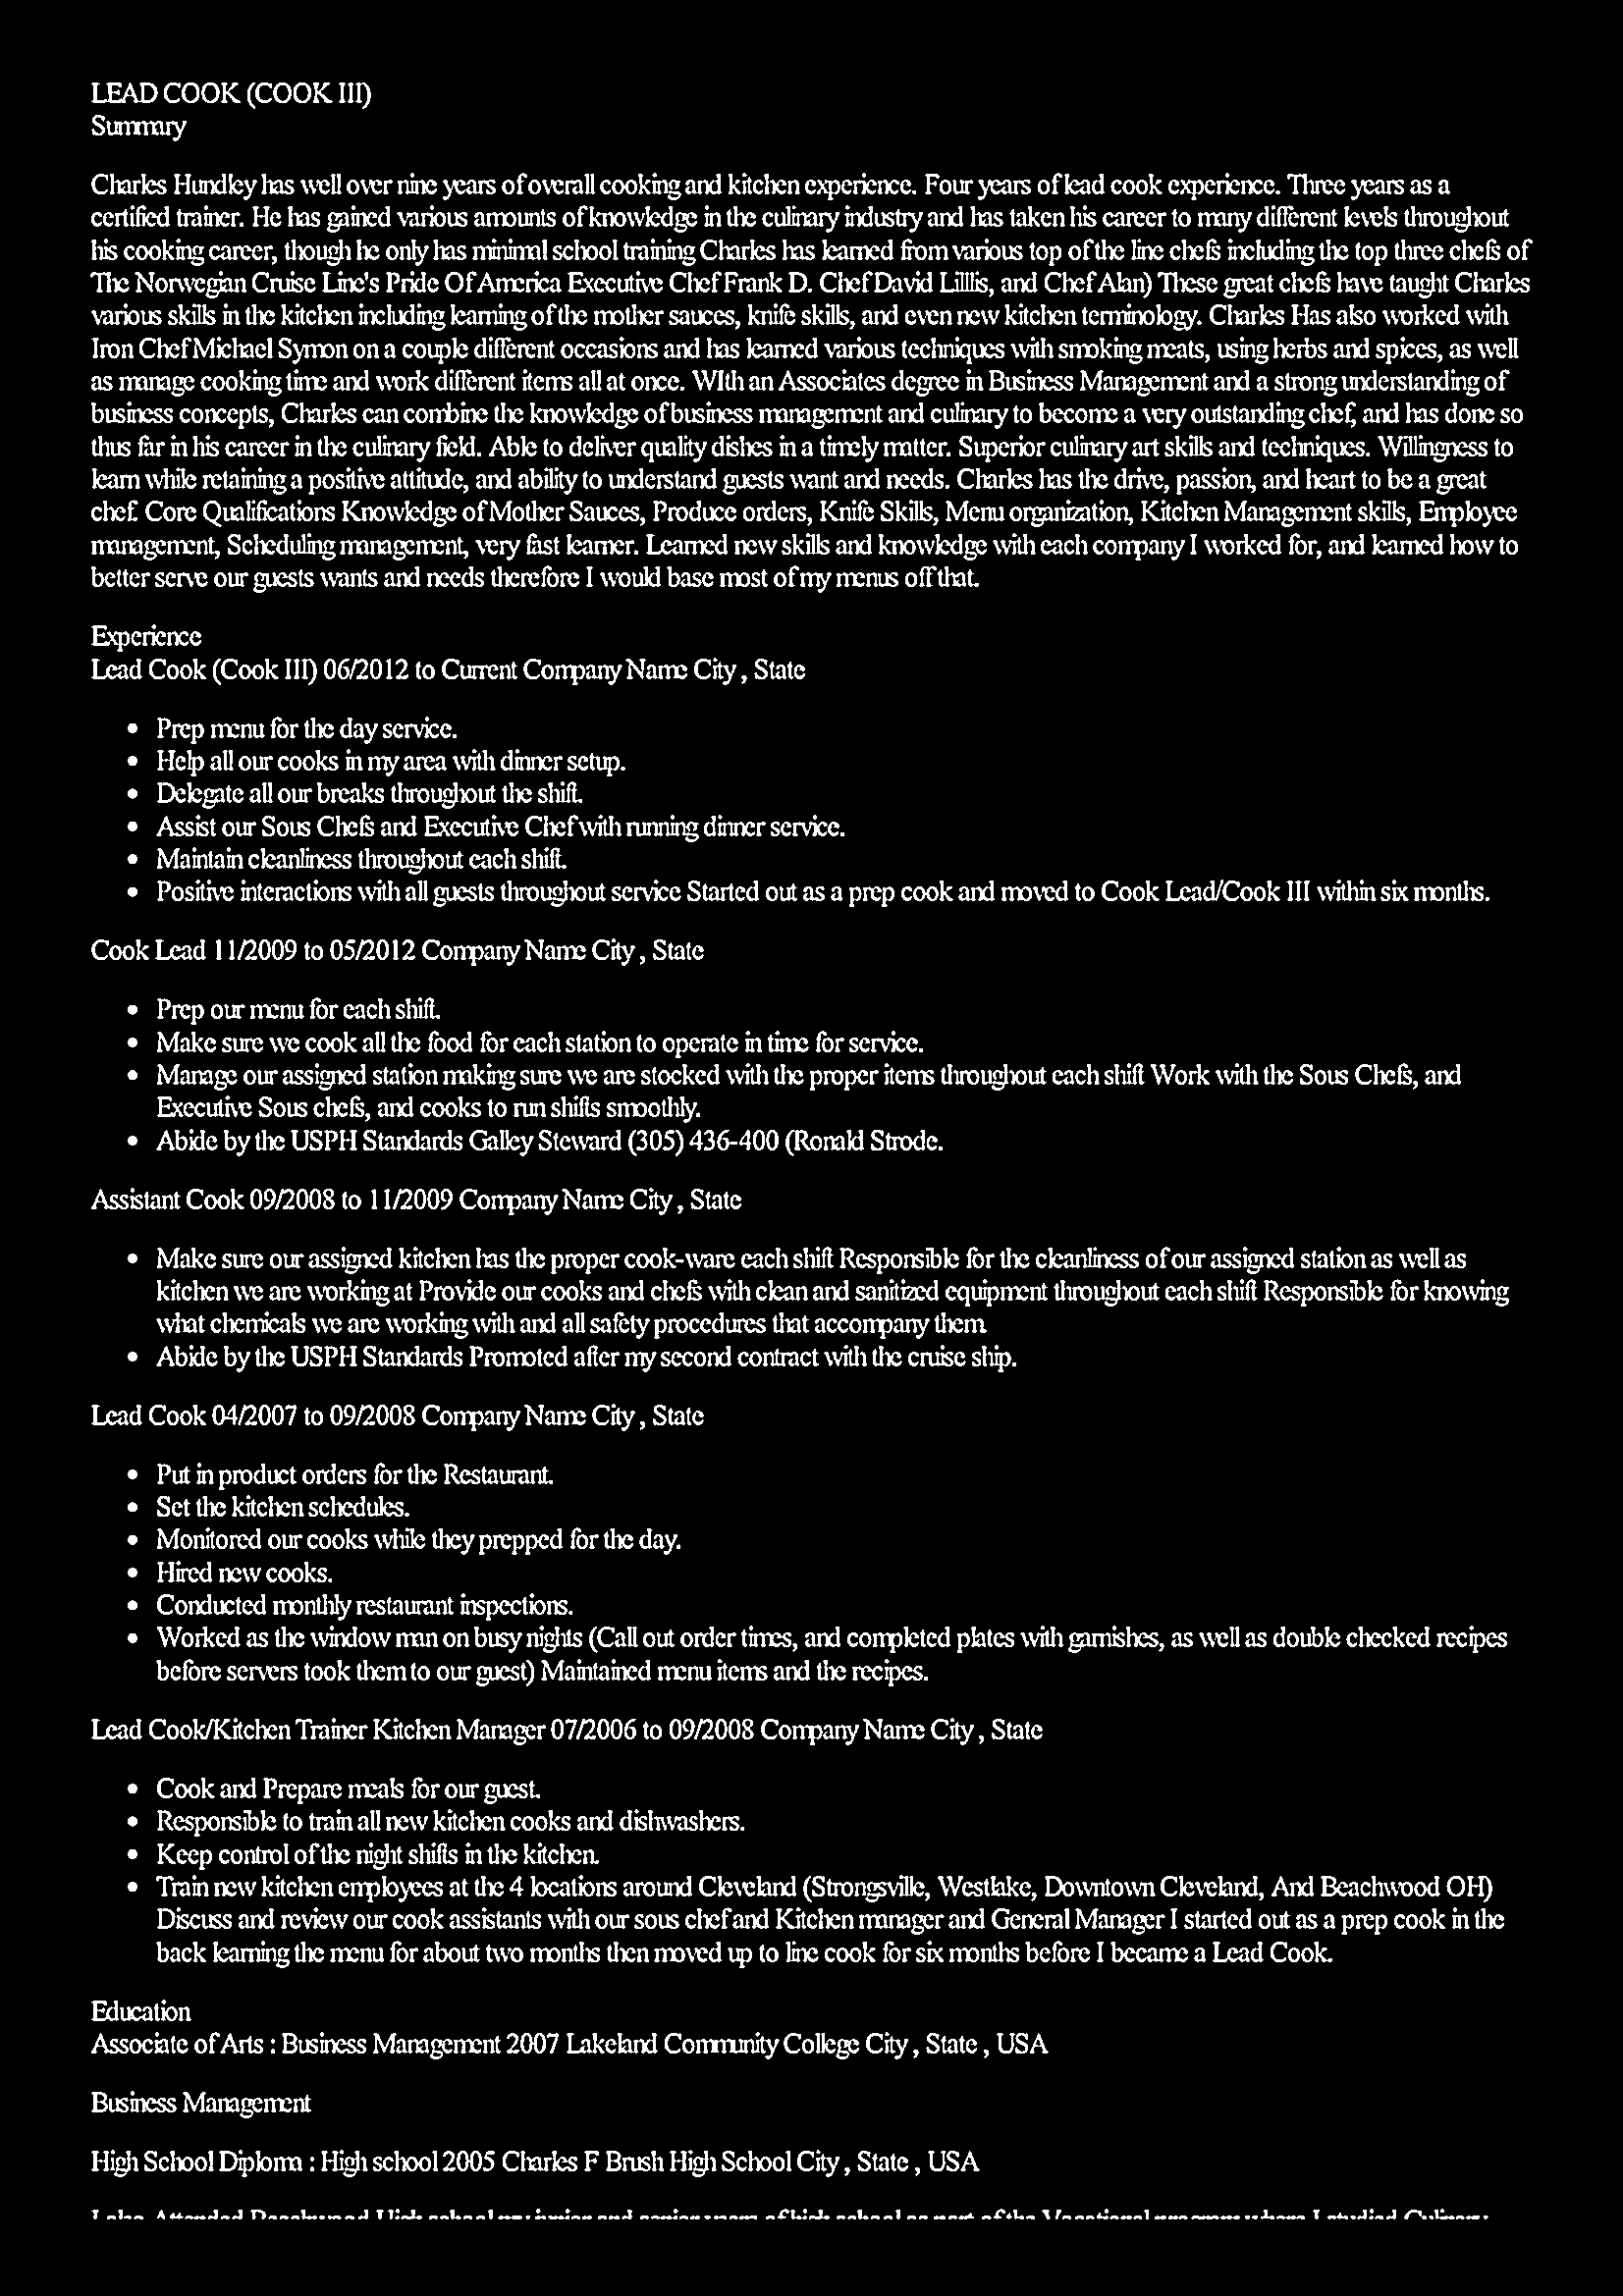 LEAD COOK (COOK III)
Summary
Charles Hundley has well over nine years of overall cooking and kitchen experience. Four years of lead cook experience. Three years as a
certified trainer. He has gained various amounts of knowledge in the culinary industry and has taken his career to many different levels throughout
his cooking career, though he only has minimal school training Charles has learned from various top of the line chefs including the top three chefs of
The Norwegian Cruise Line's Pride Of America Executive Chef Frank D. Chef David Lilllis, and Chef Alan) These great chefs have taught Charles
various skills in the kitchen including learning of the mother sauces, knife skills, and even new kitchen terminology. Charles Has also worked with
Iron Chef Michael Symon on a couple different occasions and has learned various techniques with smoking meats, using herbs and spices, as well
as manage cooking time and work different items all at once. WIth an Associates degree in Business Management and a strong understanding of
business concepts, Charles can combine the knowledge of business management and culinary to become a very outstanding chef, and has done so
thus far in his career in the culinary field. Able to deliver quality dishes in a timely matter. Superior culinary art skills and techniques. Willingness to
learn while retaining a positive attitude, and ability to understand guests want and needs. Charles has the drive, passion, and heart to be a great
chef. Core Qualifications Knowledge of Mother Sauces, Produce orders, Knife Skills, Menu organization, Kitchen Management skills, Employee
management, Scheduling management, very fast learner. Learned new skills and knowledge with each company I worked for, and learned how to
better serve our guests wants and needs therefore I would base most of my menus off that.
Experience
Lead Cook (Cook III) 06/2012 to Current Company Name City , State
• Prep menu for the day service.
• Help all our cooks in my area with dinner setup.
• Delegate all our breaks throughout the shift.
• Assist our Sous Chefs and Executive Chef with running dinner service.
• Maintain cleanliness throughout each shift.
• Positive interactions with all guests throughout service Started out as a prep cook and moved to Cook Lead/Cook III within six months.
Cook Lead 11/2009 to 05/2012 Company Name City , State
• Prep our menu for each shift.
• Make sure we cook all the food for each station to operate in time for service.
• Manage our assigned station making sure we are stocked with the proper items throughout each shift Work with the Sous Chefs, and
Executive Sous chefs, and cooks to run shifts smoothly.
• Abide by the USPH Standards Galley Steward (305) 436-400 (Ronald Strode.
Assistant Cook 09/2008 to 11/2009 Company Name City , State
• Make sure our assigned kitchen has the proper cook-ware each shift Responsible for the cleanliness of our assigned station as well as
kitchen we are working at Provide our cooks and chefs with clean and sanitized equipment throughout each shift Responsible for knowing
what chemicals we are working with and all safety procedures that accompany them.
• Abide by the USPH Standards Promoted after my second contract with the cruise ship.
Lead Cook 04/2007 to 09/2008 Company Name City , State
• Put in product orders for the Restaurant.
• Set the kitchen schedules.
• Monitored our cooks while they prepped for the day.
• Hired new cooks.
• Conducted monthly restaurant inspections.
• Worked as the window man on busy nights (Call out order times, and completed plates with garnishes, as well as double checked recipes
before servers took them to our guest) Maintained menu items and the recipes.
Lead Cook/Kitchen Trainer Kitchen Manager 07/2006 to 09/2008 Company Name City , State
• Cook and Prepare meals for our guest.
• Responsible to train all new kitchen cooks and dishwashers.
• Keep control of the night shifts in the kitchen.
• Train new kitchen employees at the 4 locations around Cleveland (Strongsville, Westlake, Downtown Cleveland, And Beachwood OH)
Discuss and review our cook assistants with our sous chef and Kitchen manager and General Manager I started out as a prep cook in the
back learning the menu for about two months then moved up to line cook for six months before I became a Lead Cook.
Education
Associate of Arts : Business Management 2007 Lakeland Community College City , State , USA
Business Management
High School Diploma : High school 2005 Charles F Brush High School City , State , USA